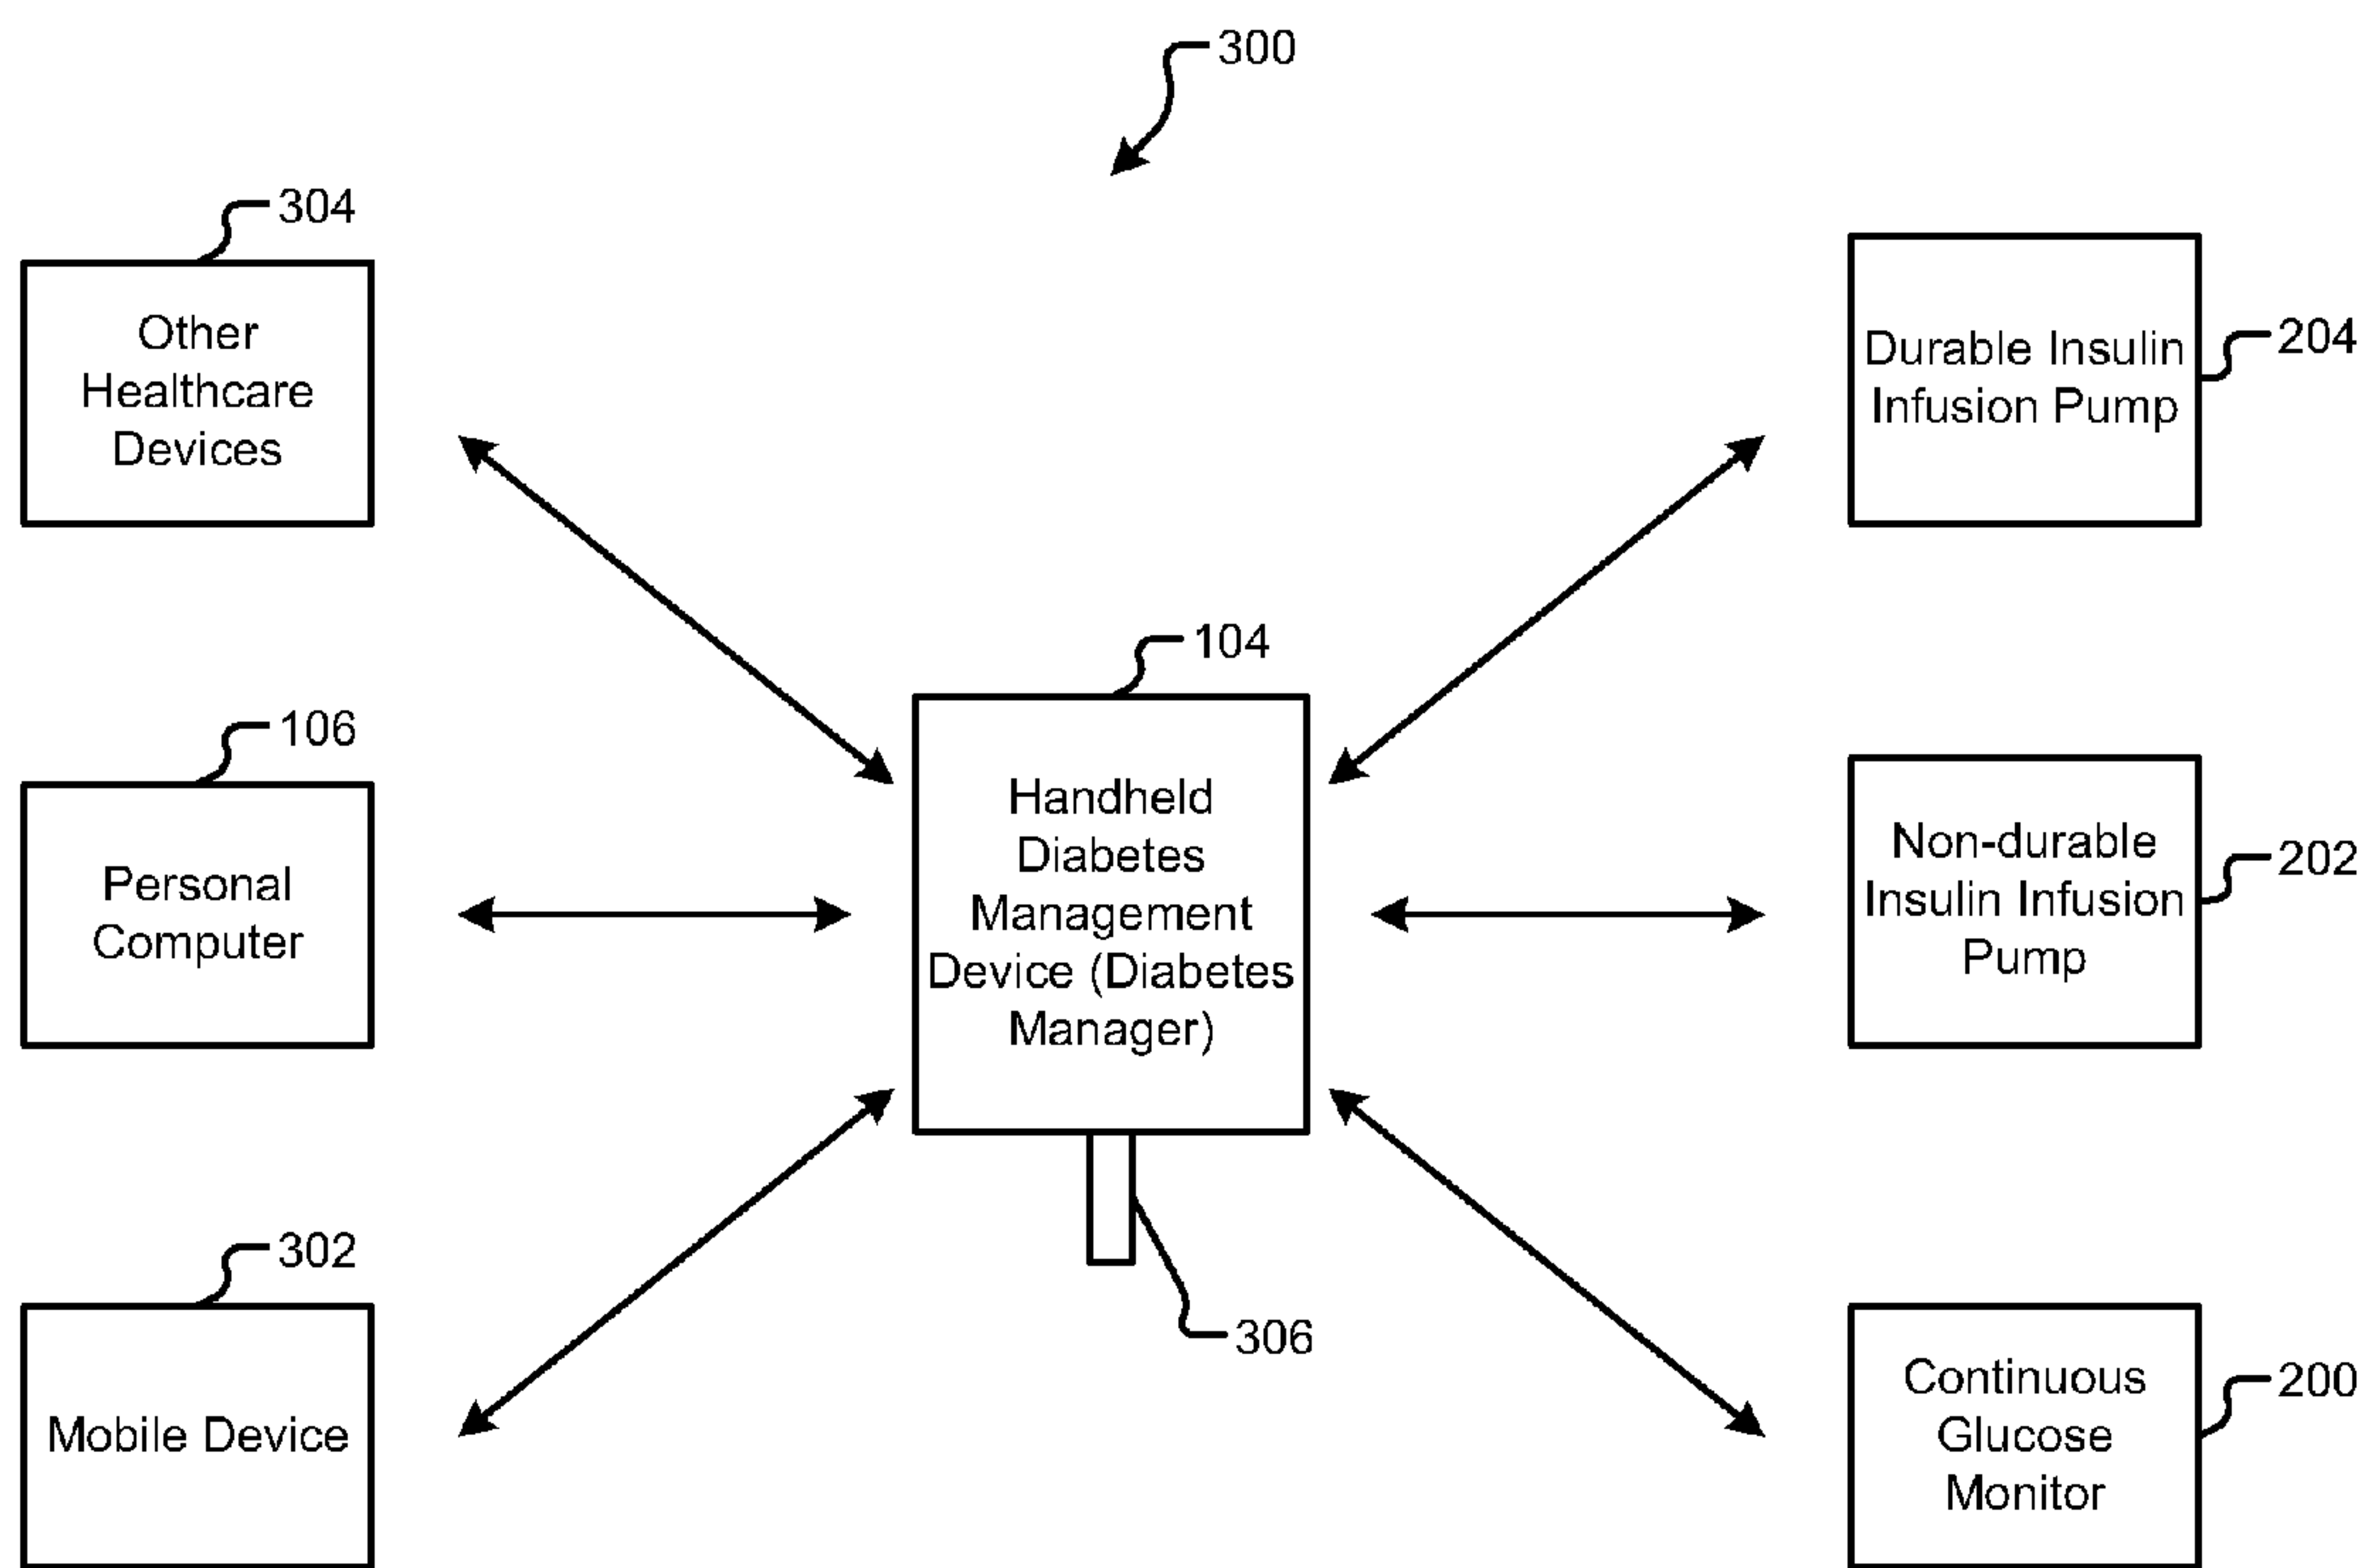 300
304
Other
Healthcare
Devices
Durable Insulin
Infusion Pump
204
104
106
Personal
Computer
Handheld
Diabetes
Management
Device (Diabetes
Manager)
Non-durable
Insulin Infusion
Pump
202
302
Mobile Device
306
Continuous
Glucose
Monitor
200